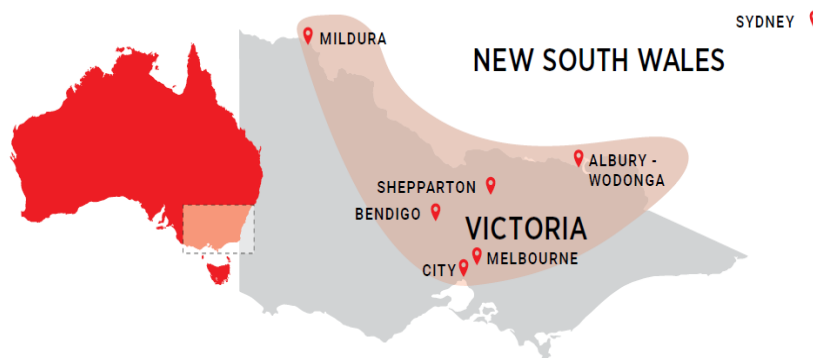 SYDNEY
MILDURA
NEW SOUTH WALES
ALBURY -
WODONGA
SHEPPARTON
BENDIGO
VICTORIA
MELBOURNE
CITY